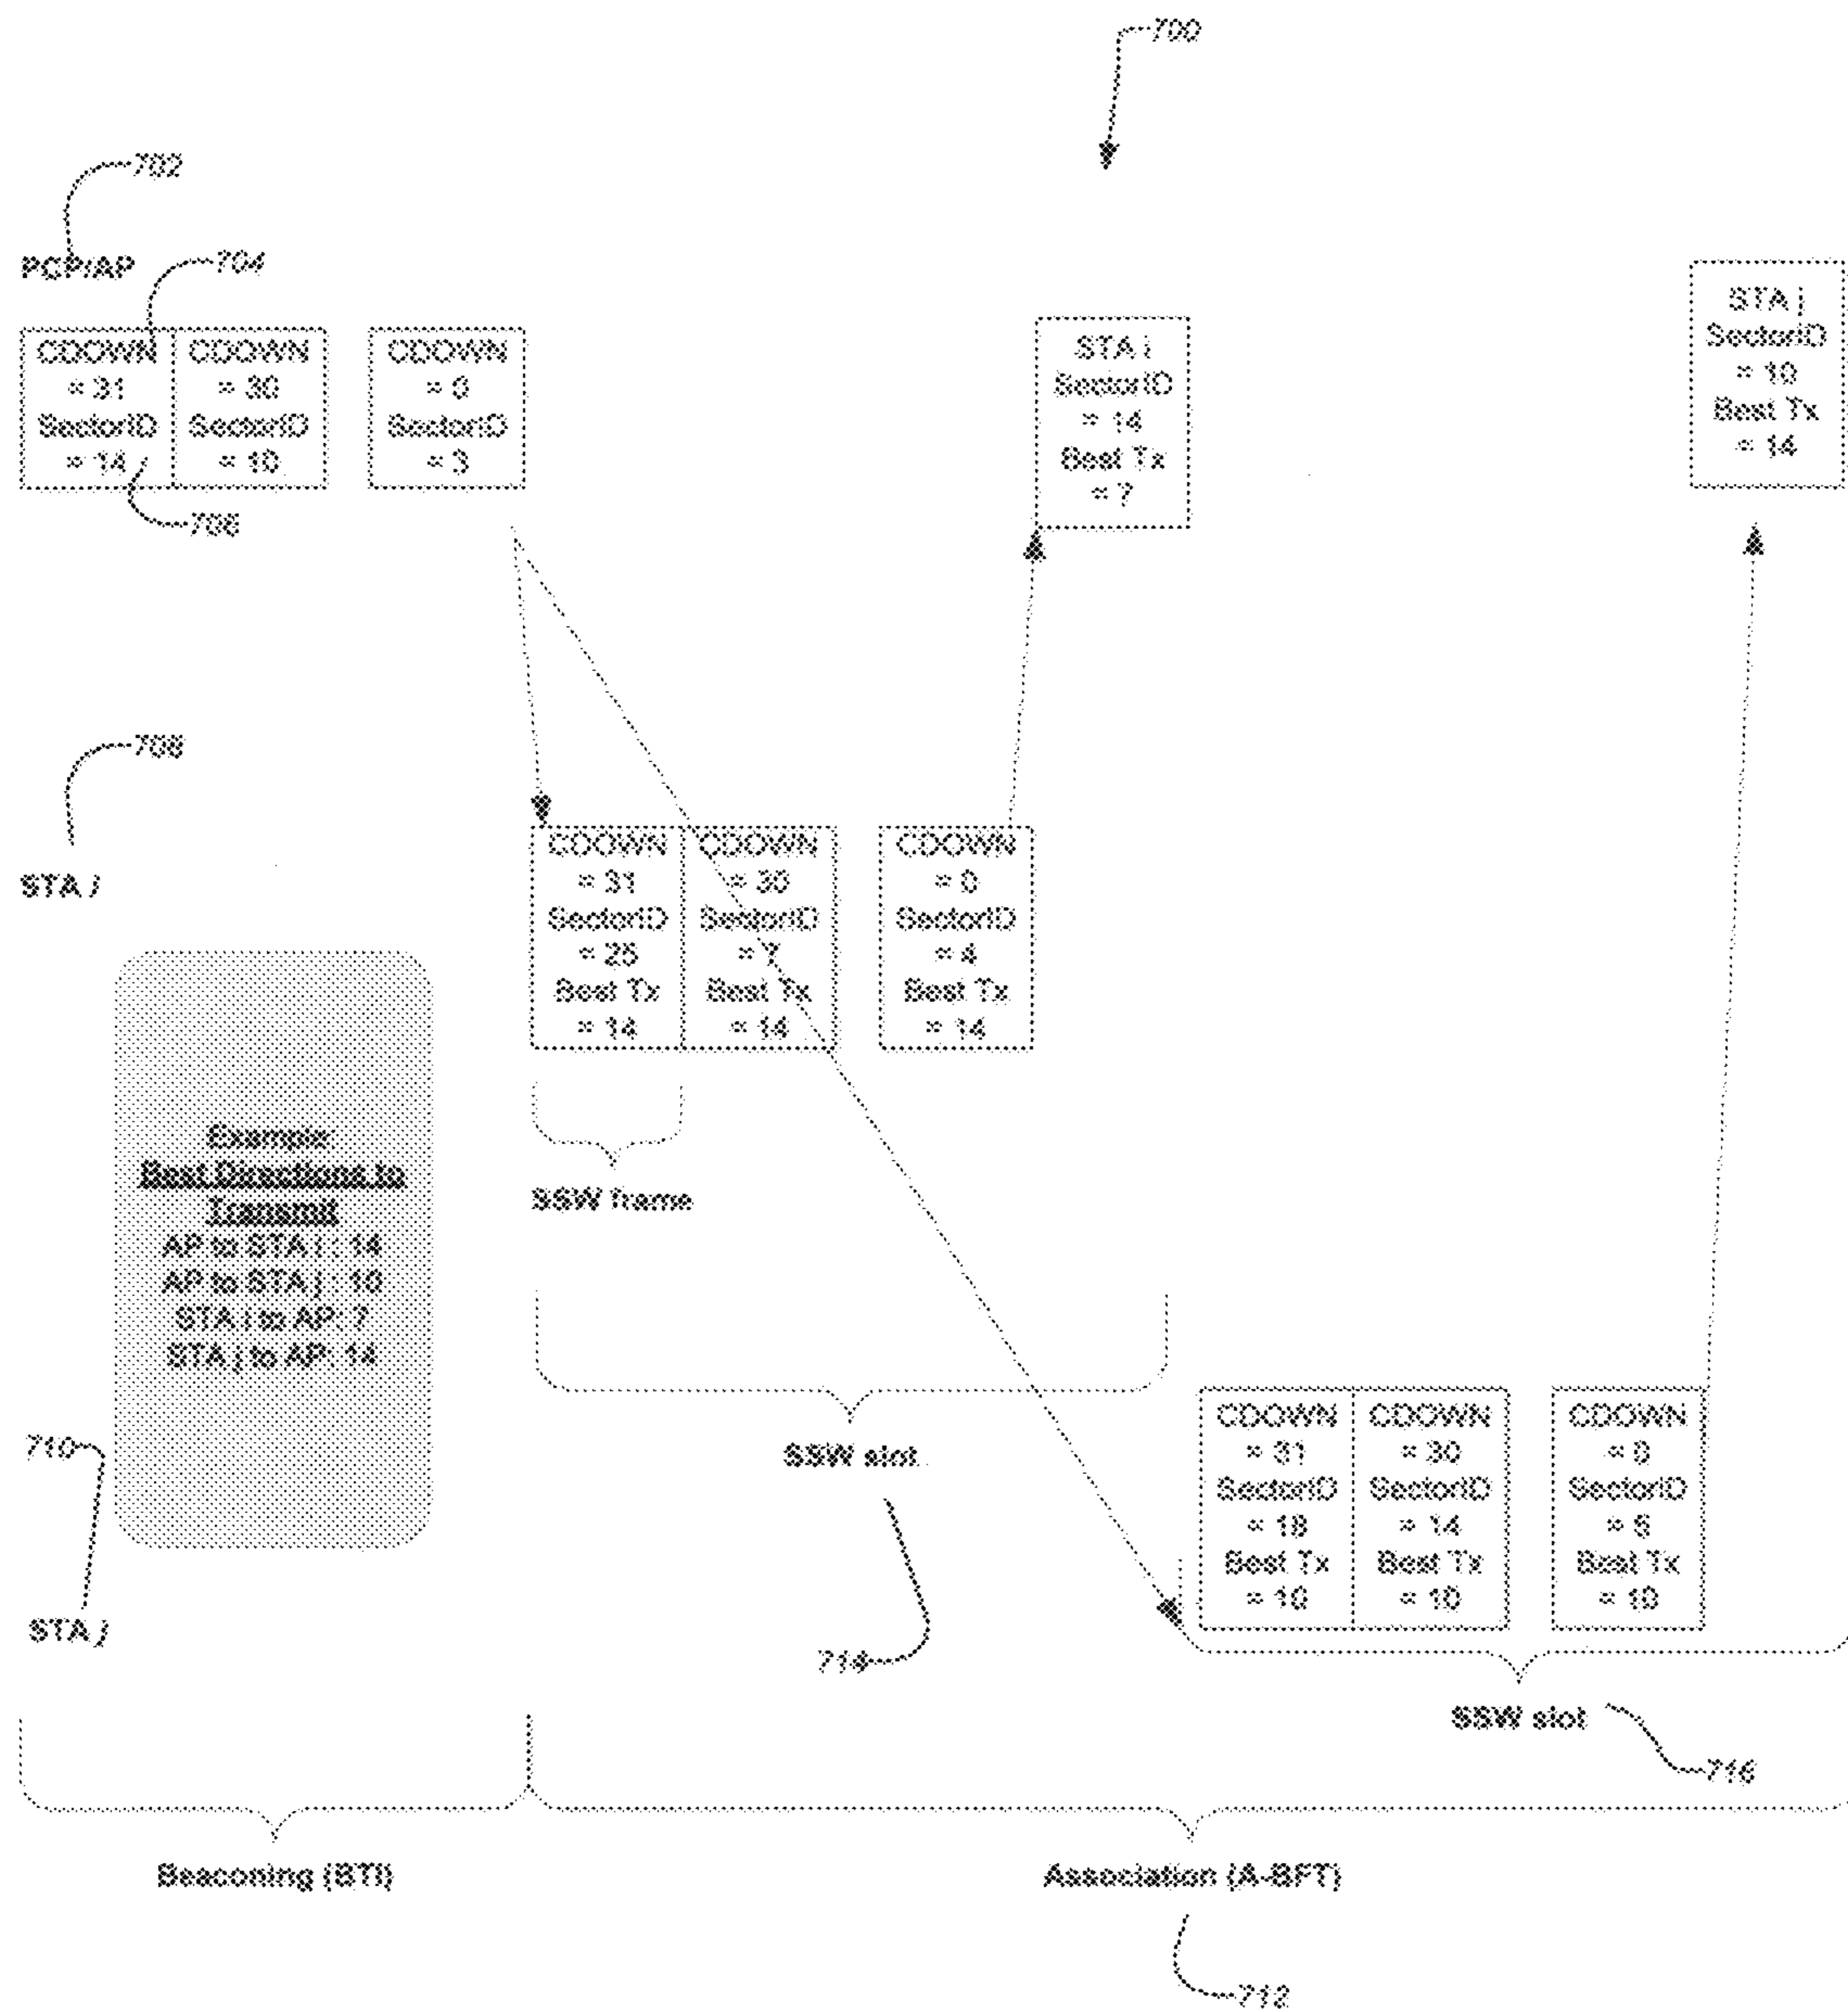 700
702
PCP/AP
704
CDOWN
= 31
SectorID
= 14
CDOWN
= 30
SectorID
= 10
CDOWN
= 0
SectorID
= 3
706
STA i
SectorID
= 14
Best Tx
= 7
STA j
SectorID
= 10
Best Tx
= 14
708
STA i
CDOWN
= 31
SectorID
= 25
Best Tx
= 14
CDOWN
= 30
SectorID
= 7
Best Tx
= 14
CDOWN
= 0
SectorID
= 4
Best Tx
= 14
SSW frame
Example
Best Directions to
Transmit
AP to STA i : 14
AP to STA j : 10
STA i to AP: 7
STA j to AP: 14
SSW slot
714
710
STA j
CDOWN
= 31
SectorID
= 18
Best Tx
= 10
CDOWN
= 30
SectorID
= 14
Best Tx
= 10
CDOWN
= 0
SectorID
Best Tx
= 10
SSW slot
716
Beaconing (BTI)
Association (A-BFT)
712